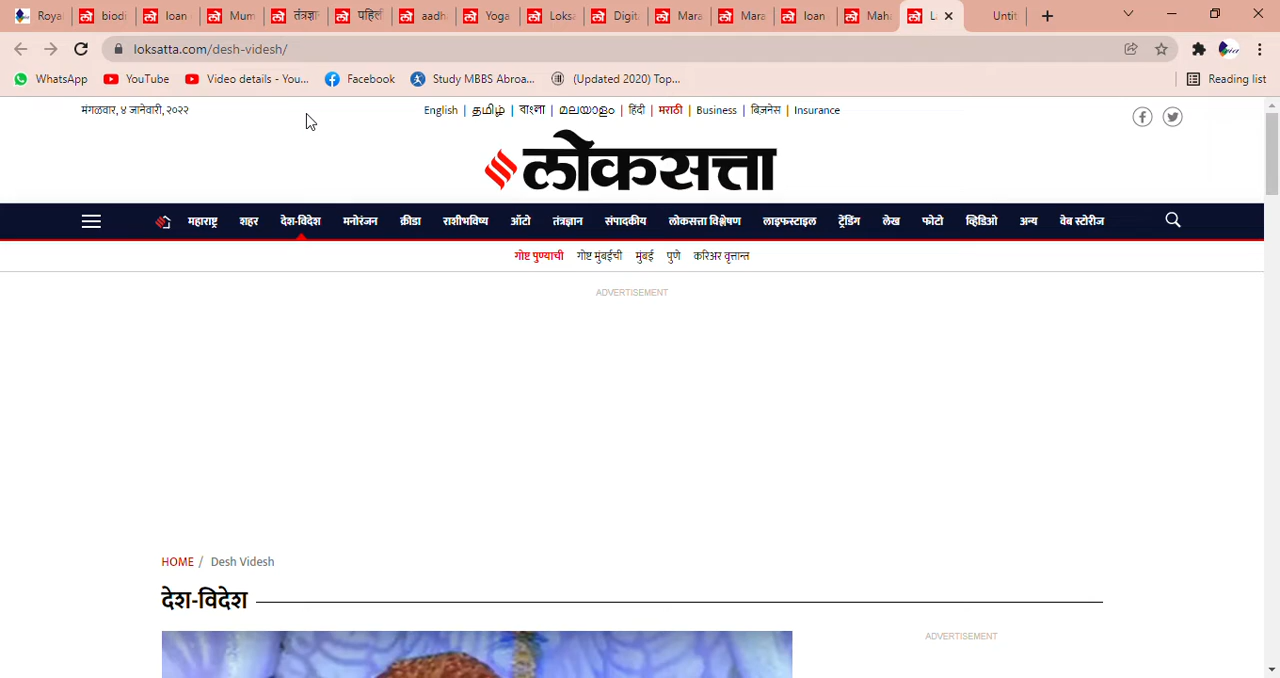 Roya biodi loan Mum तंत्रज्ञा पहिल aadh Yoga Loksa Digit Mara Mara loan Maha L Untit
loksatta.com/desh-videsh/
WhatsApp YouTube Video details - You... Facebook Study MBBS Abroa... (Updated 2020) Top... Reading list
मंगळवार, ४ जानेवारी, २०२२ English | தமிழ் | বাংলা | മലയാളം | हिंदी | मराठी | Business | बिज़नेस | Insurance
लोकसत्ता
महाराष्ट्र शहर देश-विदेश मनोरंजन क्रीडा राशीभविष्य ऑटो तंत्रज्ञान संपादकीय लोकसत्ता विश्लेषण लाइफस्टाइल ट्रेंडिंग लेख फोटो व्हिडिओ अन्य वेब स्टोरीज
गोष्ट पुण्याची गोष्ट मुंबईची मुंबई पुणे करिअर वृत्तान्त
ADVERTISEMENT
HOME / Desh Videsh
देश-विदेश
ADVERTISEMENT